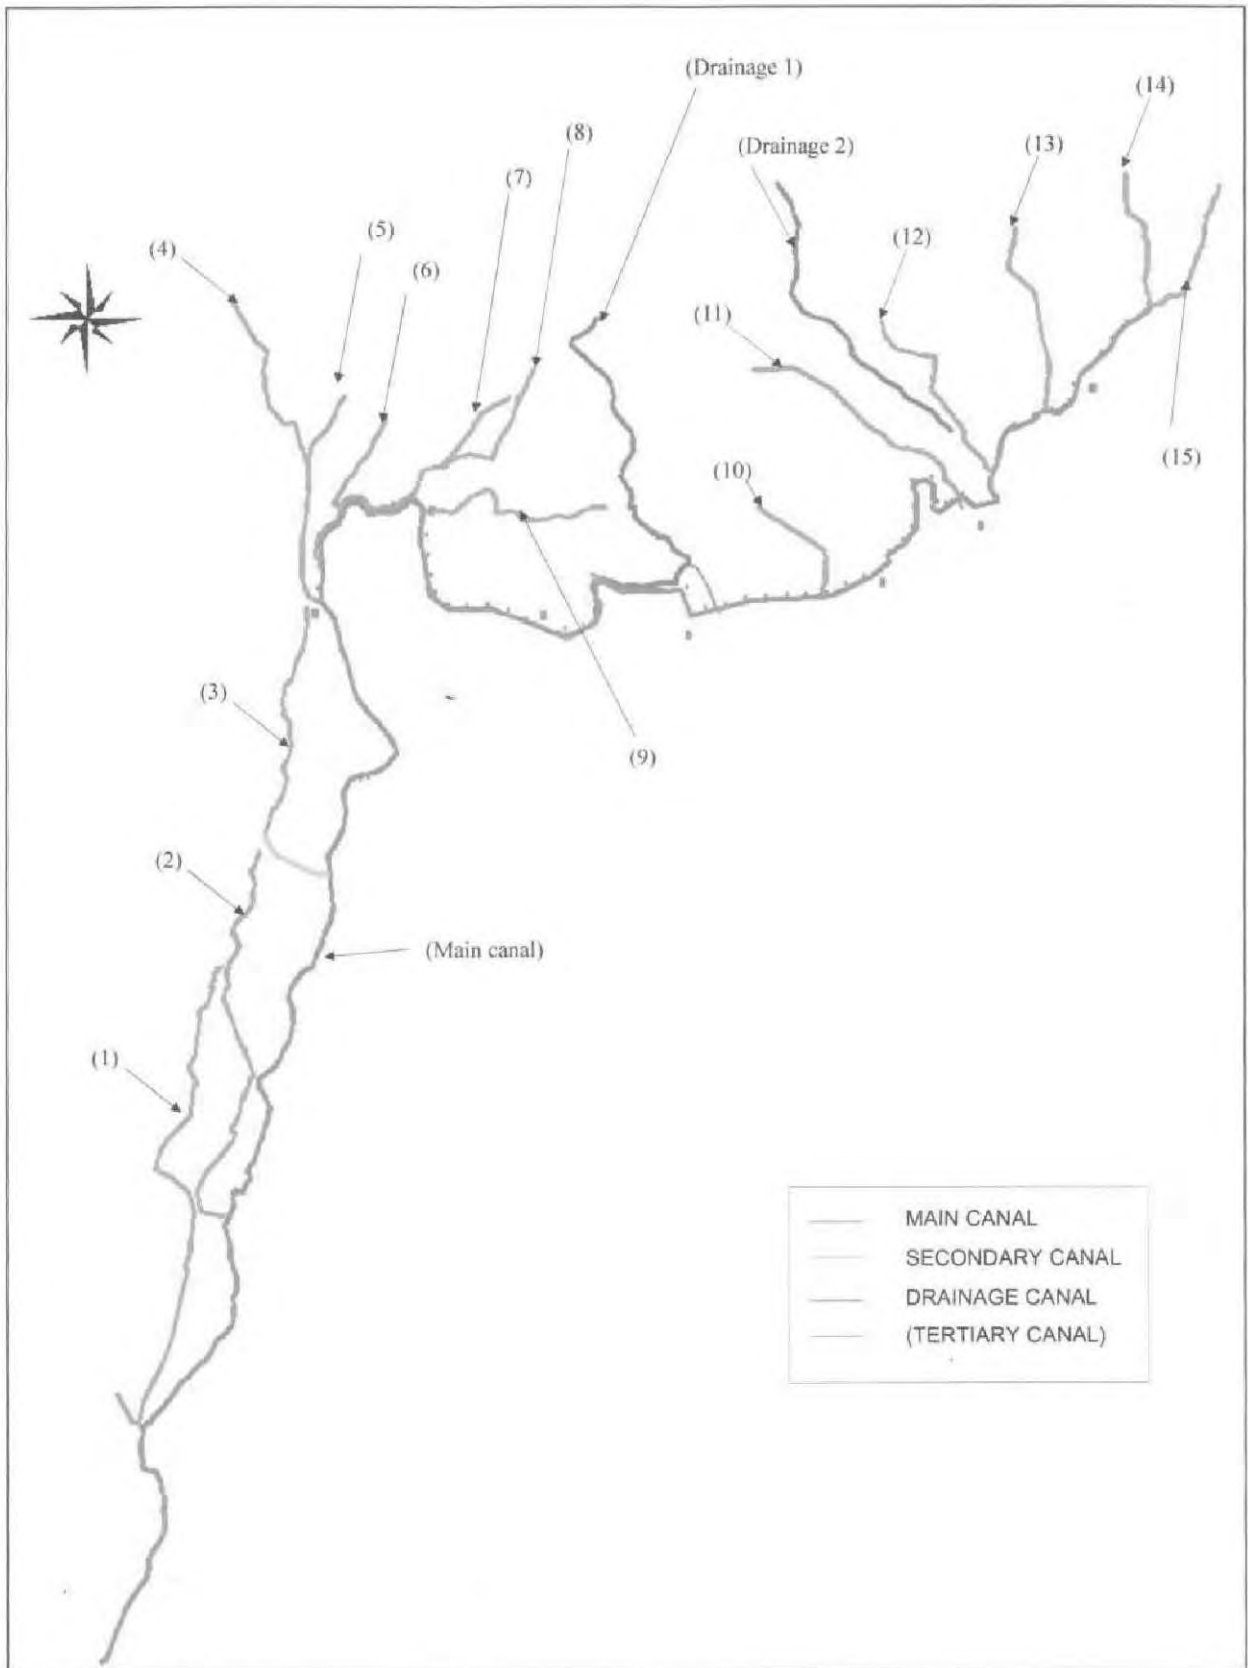 (Drainage 1)
(14)
(8)
(13)
(Drainage 2)
(7)
(5)
(12)
(4)
(6)
(11)
(15)
(10)
(3)
(9)
(2)
(Main canal)
(1)
MAIN CANAL
SECONDARY CANAL
DRAINAGE CANAL
(TERTIARY CANAL)